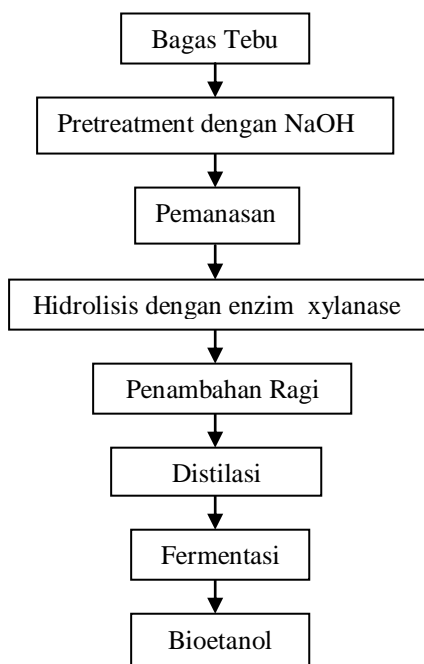 Bagas Tebu
Pretreatment dengan NaOH
Pemanasan
Hidrolisis dengan enzim xylanase
Penambahan Ragi
Distilasi
Fermentasi
Bioetanol